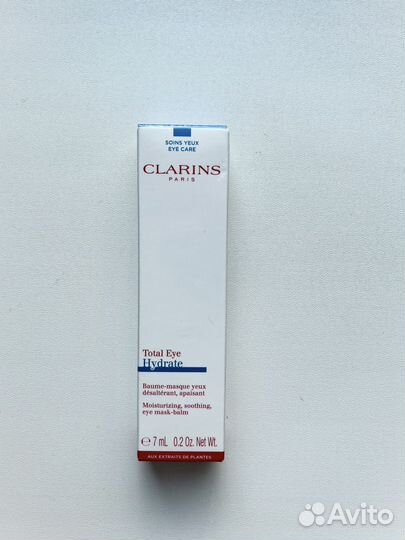 SOINS YEUX
EYE CARE
CLARINS
PARIS
Total Eye
Hydrate
Baume-masque yeux
désaltérant, apaisant
Moisturizing, soothing,
eye mask-balm
℮ 7 mL 0.2 Oz. Net Wt.
AUX EXTRAITS DE PLANTES
Avito